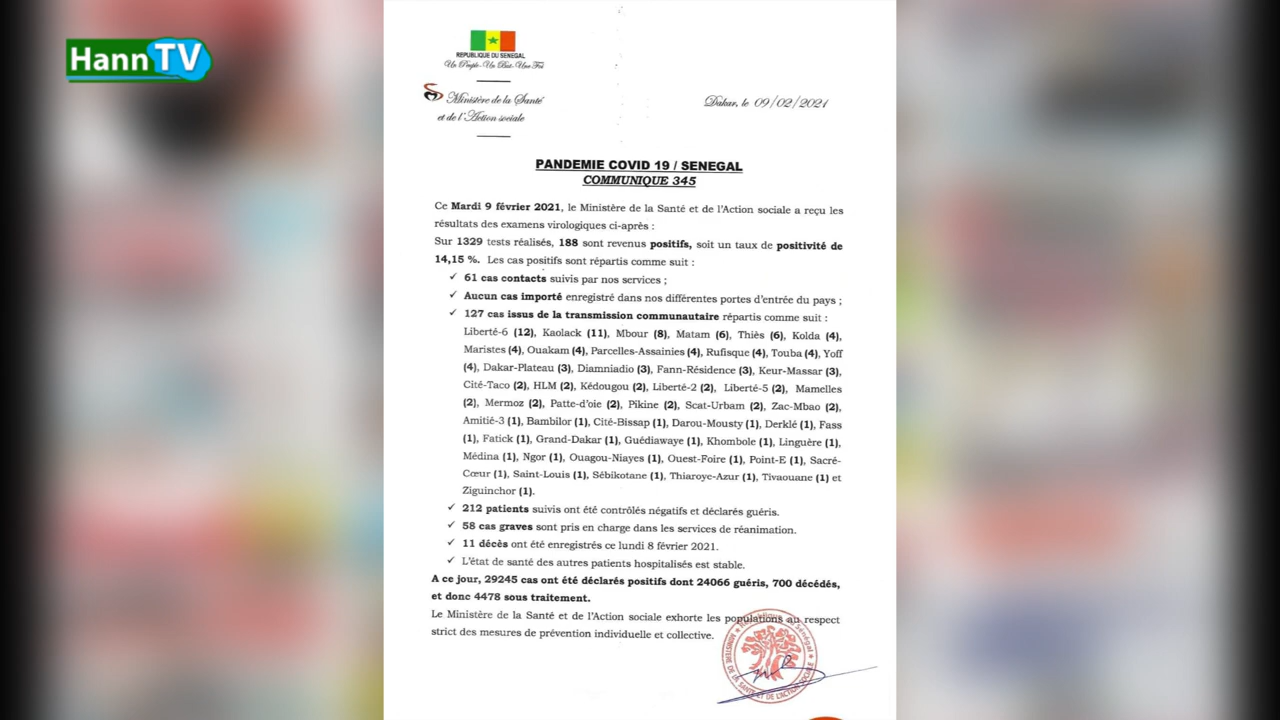 HannTV
REPUBLIQUE DU SENEGAL
Un Peuple - Un But - Une Foi
Ministère de la Santé
et de l'Action sociale
Dakar, le 09/02/2021
PANDEMIE COVID 19 / SENEGAL
COMMUNIQUE 345
Ce Mardi 9 février 2021, le Ministère de la Santé et de l'Action sociale a reçu les
résultats des examens virologiques ci-après :
Sur 1329 tests réalisés, 188 sont revenus positifs, soit un taux de positivité de
14,15 %. Les cas positifs sont répartis comme suit :
✓ 61 cas contacts suivis par nos services ;
✓ Aucun cas importé enregistré dans nos différentes portes d'entrée du pays ;
✓ 127 cas issus de la transmission communautaire répartis comme suit :
Liberté-6 (12), Kaolack (11), Mbour (8), Matam (6), Thiès (6), Kolda (4),
Maristes (4), Ouakam (4), Parcelles-Assainies (4), Rufisque (4), Touba (4), Yoff
(4), Dakar-Plateau (3), Diamniadio (3), Fann-Résidence (3), Keur-Massar (3),
Cité-Taco (2), HLM (2), Kédougou (2), Liberté-2 (2), Liberté-5 (2), Mamelles
(2), Mermoz (2), Patte-d'oie (2), Pikine (2), Scat-Urbam (2), Zac-Mbao (2),
Amitié-3 (1), Bambilor (1), Cité-Bissap (1), Darou-Mousty (1), Derklé (1), Fass
(1), Fatick (1), Grand-Dakar (1), Guédiawaye (1), Khombole (1), Linguère (1),
Médina (1), Ngor (1), Ouagou-Niayes (1), Ouest-Foire (1), Point-E (1), Sacré-
Cœur (1), Saint-Louis (1), Sébikotane (1), Thiaroye-Azur (1), Tivaouane (1) et
Ziguinchor (1).
✓ 212 patients suivis ont été contrôlés négatifs et déclarés guéris.
✓ 58 cas graves sont pris en charge dans les services de réanimation.
✓ 11 décès ont été enregistrés ce lundi 8 février 2021.
✓ L'état de santé des autres patients hospitalisés est stable.
A ce jour, 29245 cas ont été déclarés positifs dont 24066 guéris, 700 décédés,
et donc 4478 sous traitement.
Le Ministère de la Santé et de l'Action sociale exhorte les populations au respect
strict des mesures de prévention individuelle et collective.
République du Sénégal
MINISTERE DE LA SANTE ET DE L'ACTION SOCIALE